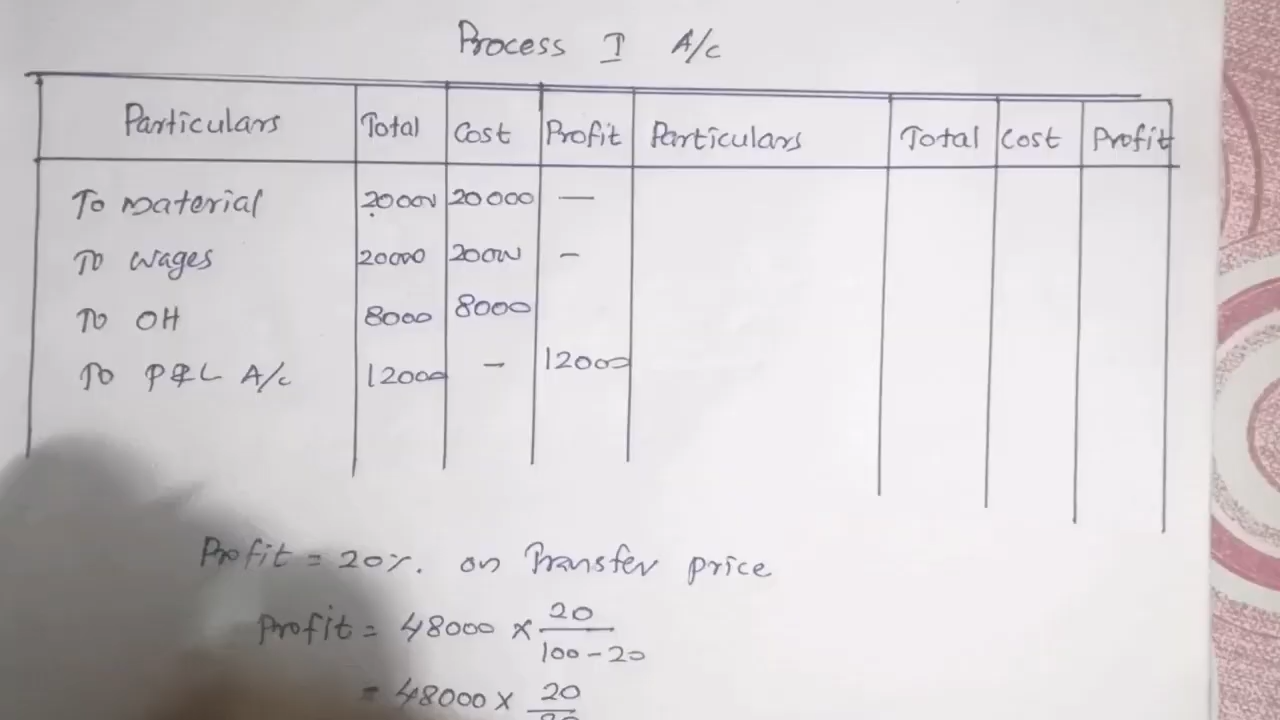 Process I A/c
Particulars Total Cost Profit Particulars Total Cost Profit
To Material 20000 20000 —
To Wages 20000 20000 —
To OH 8000 8000
To P&L A/c 12000 — 12000
Profit = 20%. on Transfer price
Profit = 48000 × 20/100-20
= 48000 × 20